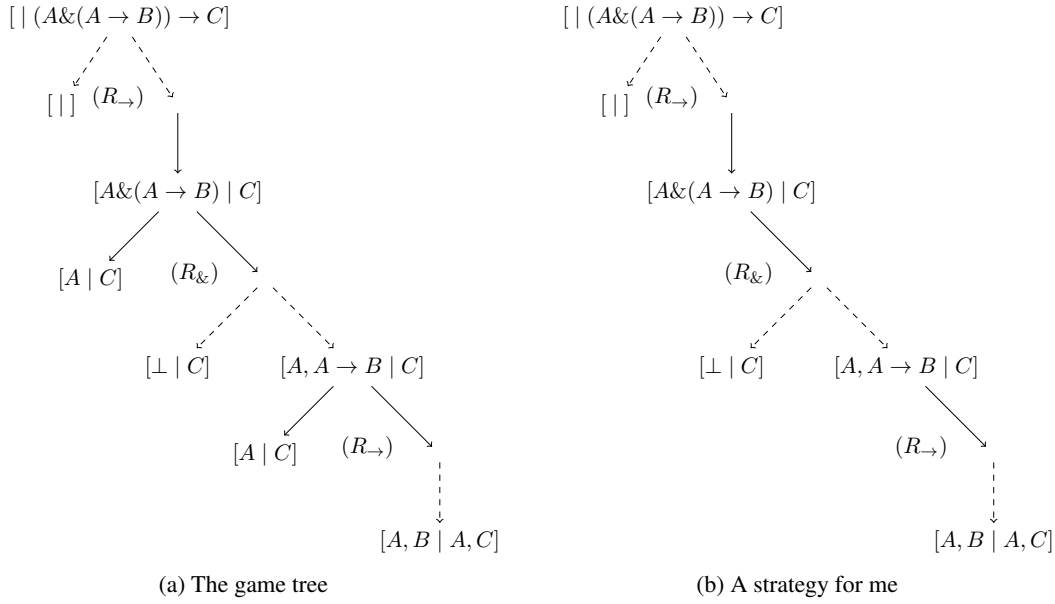 [ | (A&(A → B)) → C] [ | (A&(A → B)) → C]
[ | ] (R→) [ | ] (R→)
[A&(A → B) | C] [A&(A → B) | C]
[A | C] (R&) (R&)
[⊥ | C] [A, A → B | C] [⊥ | C] [A, A → B | C]
[A | C] (R→) (R→)
[A, B | A, C] [A, B | A, C]
(a) The game tree (b) A strategy for me